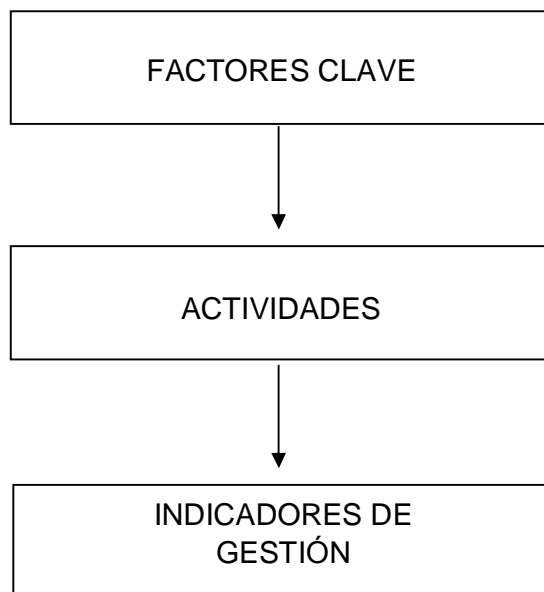 FACTORES CLAVE
ACTIVIDADES
INDICADORES DE
GESTIÓN